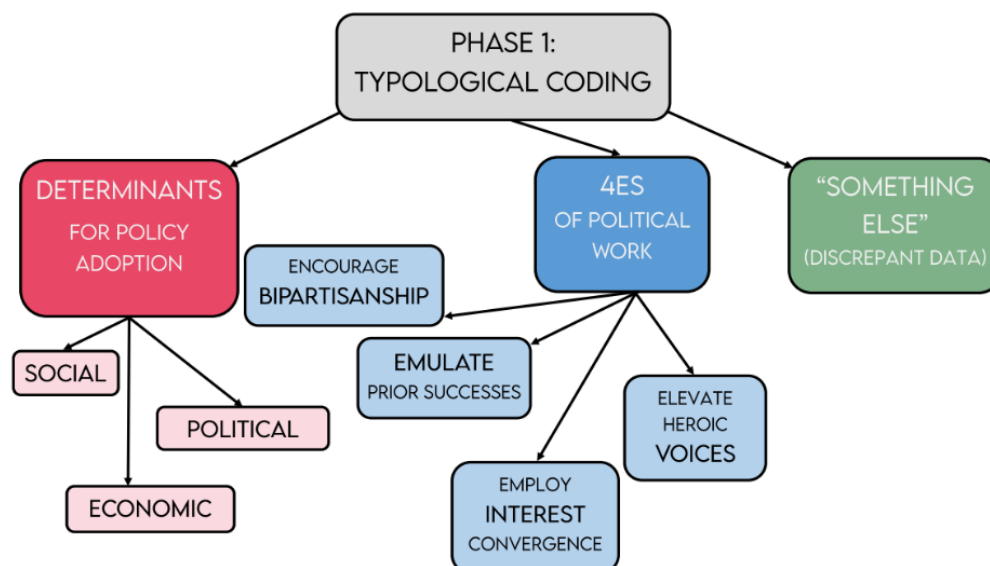 PHASE 1:
TYPOLOGICAL CODING
DETERMINANTS
FOR POLICY
ADOPTION
4ES
OF POLITICAL
WORK
“SOMETHING
ELSE”
(DISCREPANT DATA)
ENCOURAGE
BIPARTISANSHIP
EMULATE
PRIOR SUCCESSES
ELEVATE
HEROIC
VOICES
EMPLOY
INTEREST
CONVERGENCE
SOCIAL
POLITICAL
ECONOMIC